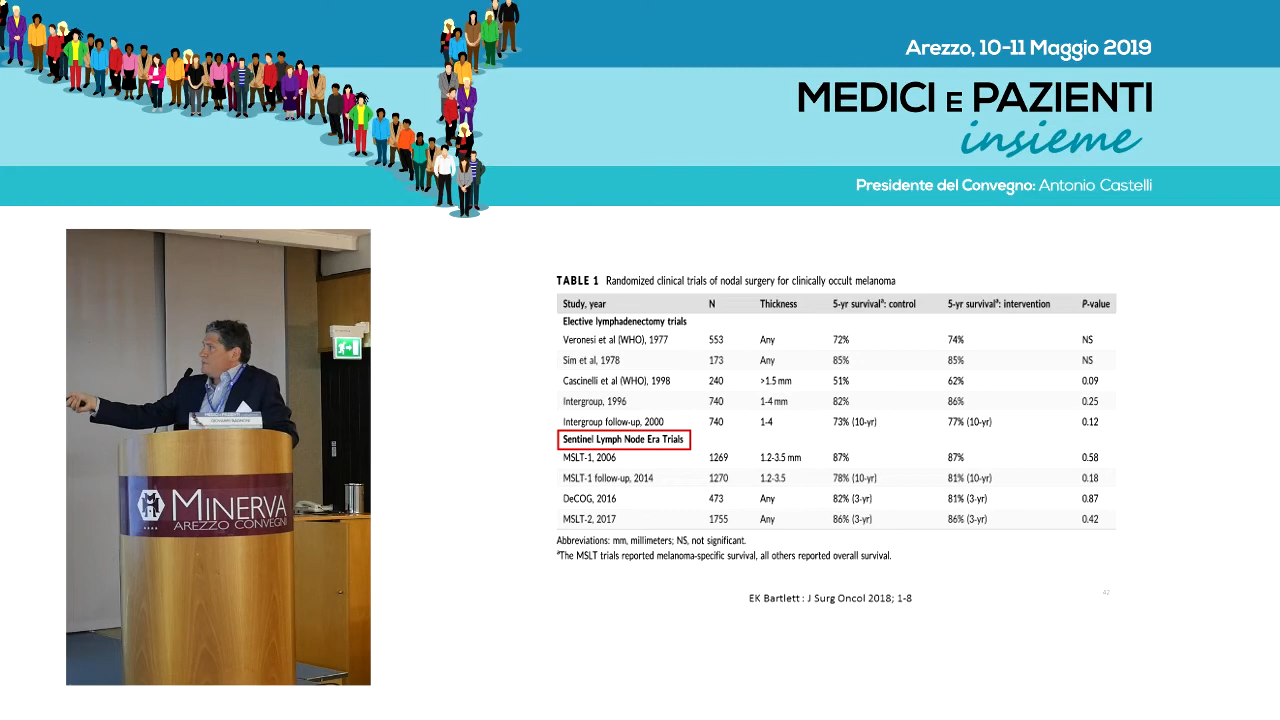 Arezzo, 10-11 Maggio 2019
MEDICI E PAZIENTI
insieme
Presidente del Convegno: Antonio Castelli
MEDICI E PAZIENTI
MINERVA
AREZZO CONVEGNI
TABLE 1 Randomized clinical trials of nodal surgery for clinically occult melanoma
Study, year N Thickness 5-yr survivalª: control 5-yr survivalª: intervention P-value
Elective lymphadenectomy trials
Veronesi et al (WHO), 1977 553 Any 72% 74% NS
Sim et al, 1978 173 Any 85% 85% NS
Cascinelli et al (WHO), 1998 240 >1.5 mm 51% 62% 0.09
Intergroup, 1996 740 1-4 mm 82% 86% 0.25
Intergroup follow-up, 2000 740 1-4 73% (10-yr) 77% (10-yr) 0.12
Sentinel Lymph Node Era Trials
MSLT-1, 2006 1269 1.2-3.5 mm 87% 87% 0.58
MSLT-1 follow-up, 2014 1270 1.2-3.5 78% (10-yr) 81% (10-yr) 0.18
DeCOG, 2016 473 Any 82% (3-yr) 81% (3-yr) 0.87
MSLT-2, 2017 1755 Any 86% (3-yr) 86% (3-yr) 0.42
Abbreviations: mm, millimeters; NS, not significant.
ªThe MSLT trials reported melanoma-specific survival, all others reported overall survival.
42
EK Bartlett : J Surg Oncol 2018; 1-8